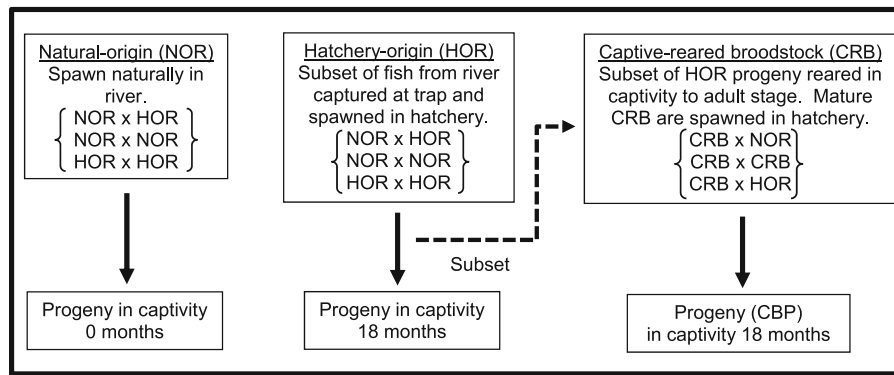 Natural-origin (NOR)
Spawn naturally in
river.
NOR x HOR
NOR x NOR
HOR x HOR
Progeny in captivity
0 months
Hatchery-origin (HOR)
Subset of fish from river
captured at trap and
spawned in hatchery.
NOR x HOR
NOR x NOR
HOR x HOR
Subset
Progeny in captivity
18 months
Captive-reared broodstock (CRB)
Subset of HOR progeny reared in
captivity to adult stage.  Mature
CRB are spawned in hatchery.
CRB x NOR
CRB x CRB
CRB x HOR
Progeny (CBP)
in captivity 18 months